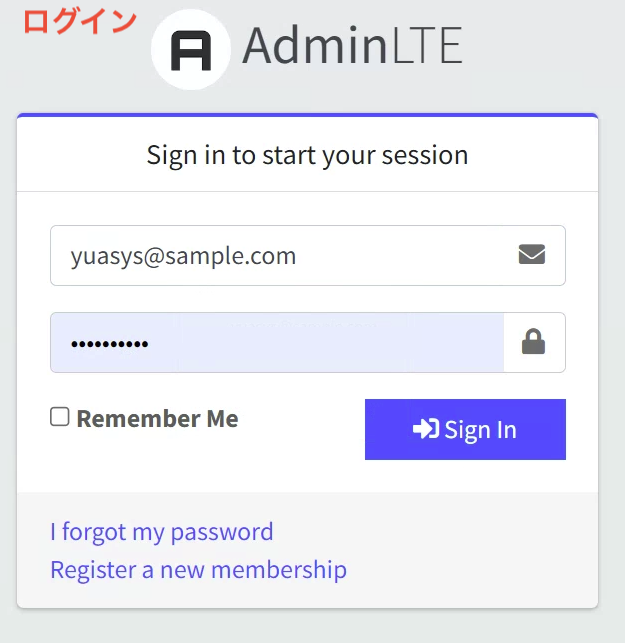 ログイン
AdminLTE
Sign in to start your session
yuasys@sample.com
••••••••••
Remember Me
Sign In
I forgot my password
Register a new membership